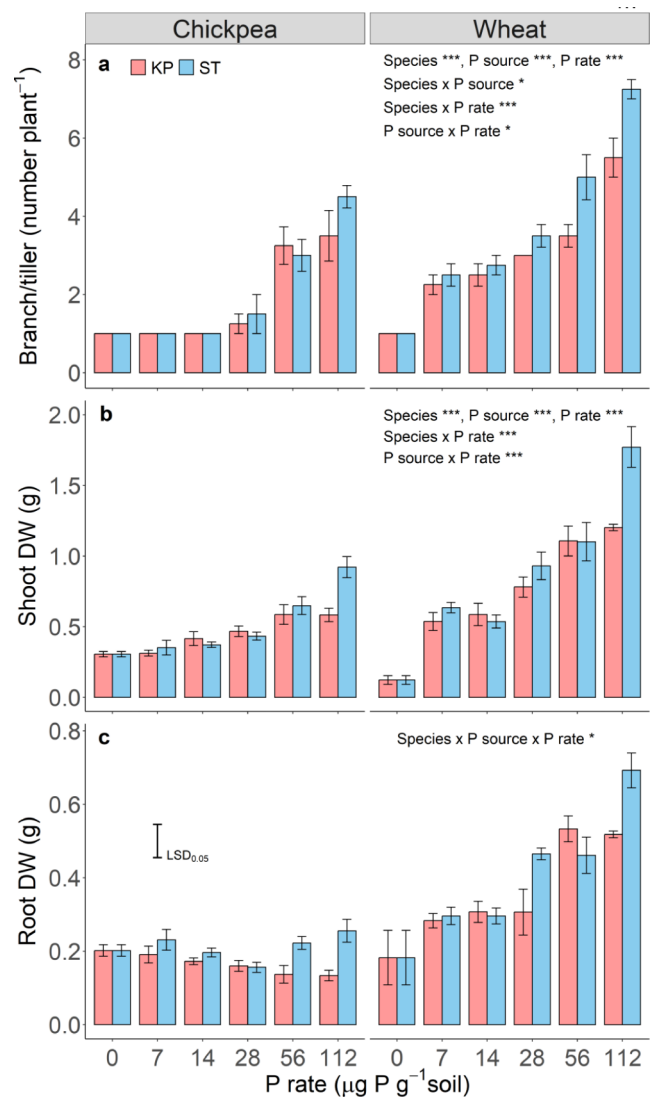 Chickpea
Wheat
a
KP
ST
Species ***, P source ***, P rate ***
Species x P source *
Species x P rate ***
P source x P rate *
Branch/tiller (number plant⁻¹)
8
6
4
2
0
b
Species ***, P source ***, P rate ***
Species x P rate ***
P source x P rate ***
Shoot DW (g)
2.0
1.5
1.0
0.5
0.0
c
Species x P source x P rate *
LSD₀.₀₅
Root DW (g)
0.8
0.6
0.4
0.2
0.0
0 7 14 28 56 112
0 7 14 28 56 112
P rate (μg P g⁻¹soil)